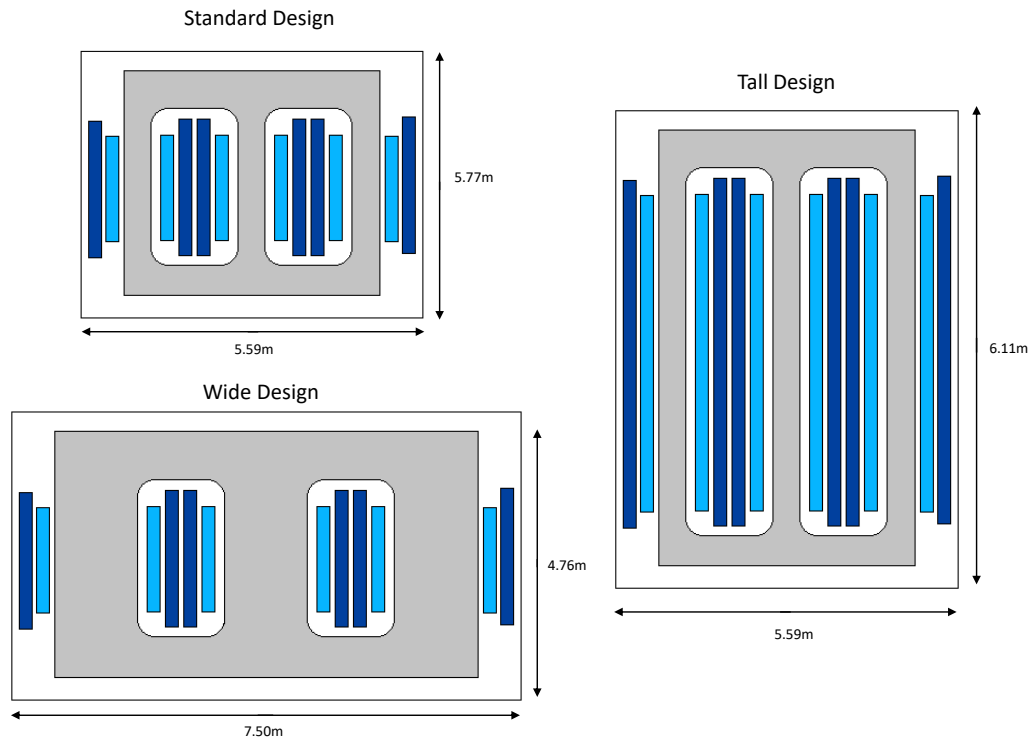 Standard Design
5.77m
5.59m
Tall Design
6.11m
5.59m
Wide Design
4.76m
7.50m